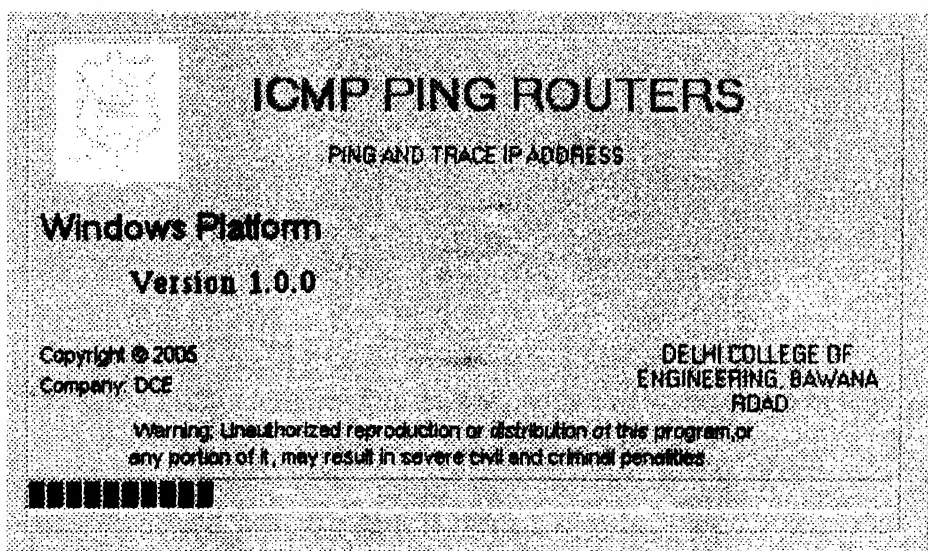 ICMP PING ROUTERS
PING AND TRACE IP ADDRESS
Windows Platform
Version 1.0.0
Copyright © 2005
Company: DCE
DELHI COLLEGE OF
ENGINEERING, BAWANA
ROAD
Warning: Unauthorized reproduction or distribution of this program,or
any portion of it, may result in severe civil and criminal penalities